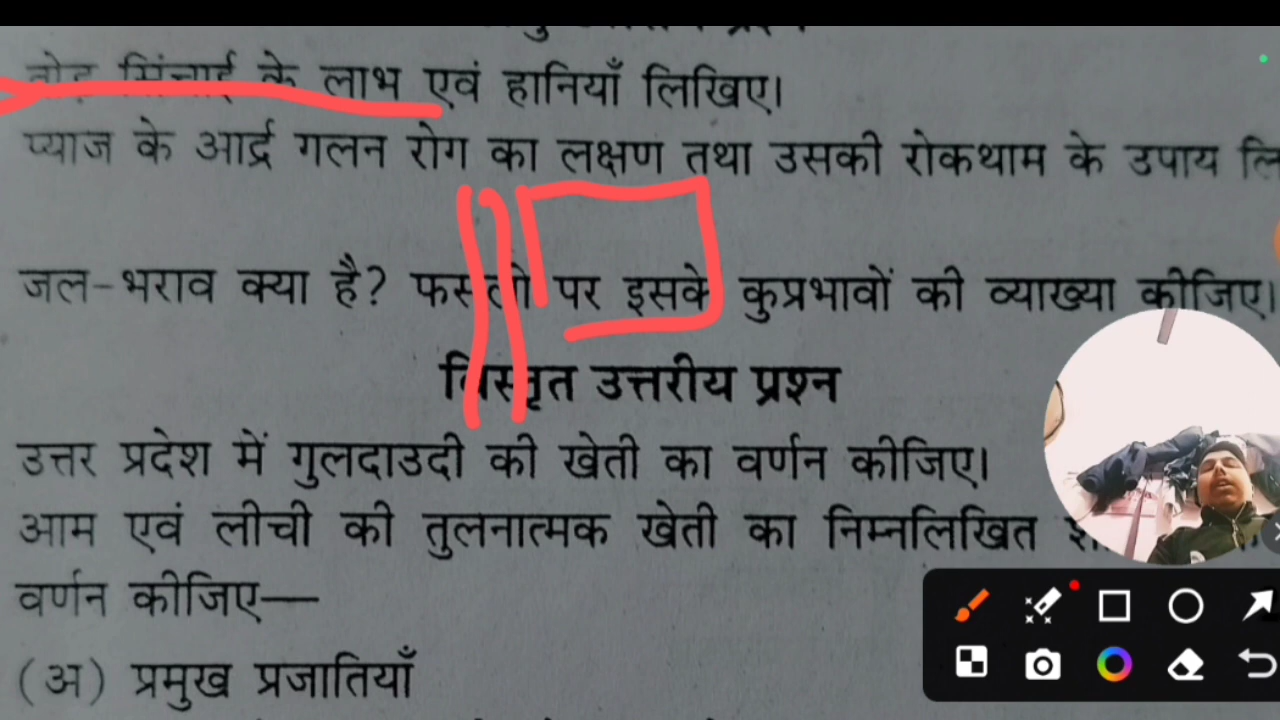 तोड़ सिंचाई के लाभ एवं हानियाँ लिखिए।
प्याज के आर्द्र गलन रोग का लक्षण तथा उसकी रोकथाम के उपाय
जल-भराव क्या है? फसलों पर इसके कुप्रभावों की व्याख्या कीजिए।
विस्तृत उत्तरीय प्रश्न
उत्तर प्रदेश में गुलदाउदी की खेती का वर्णन कीजिए।
आम एवं लीची की तुलनात्मक खेती का निम्नलिखित
वर्णन कीजिए—
(अ) प्रमुख प्रजातियाँ